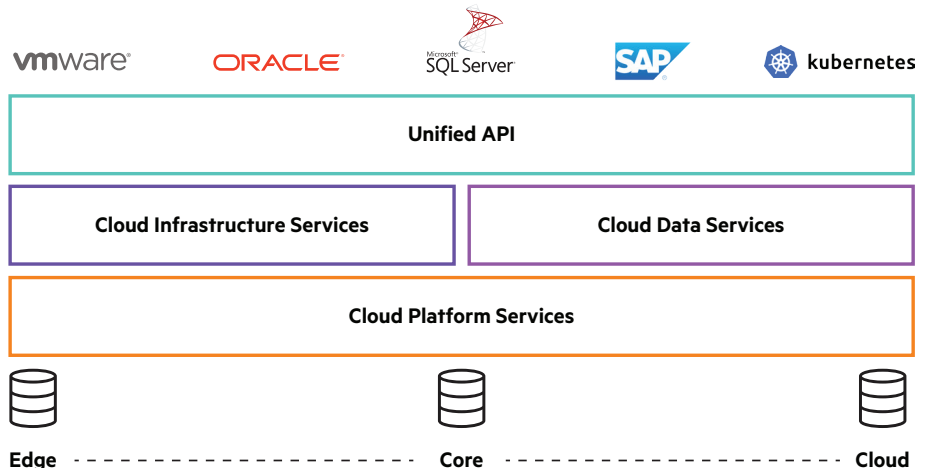 vmware®
ORACLE®
Microsoft®
SQL Server®
SAP®
kubernetes
Unified API
Cloud Infrastructure Services
Cloud Data Services
Cloud Platform Services
Edge
Core
Cloud